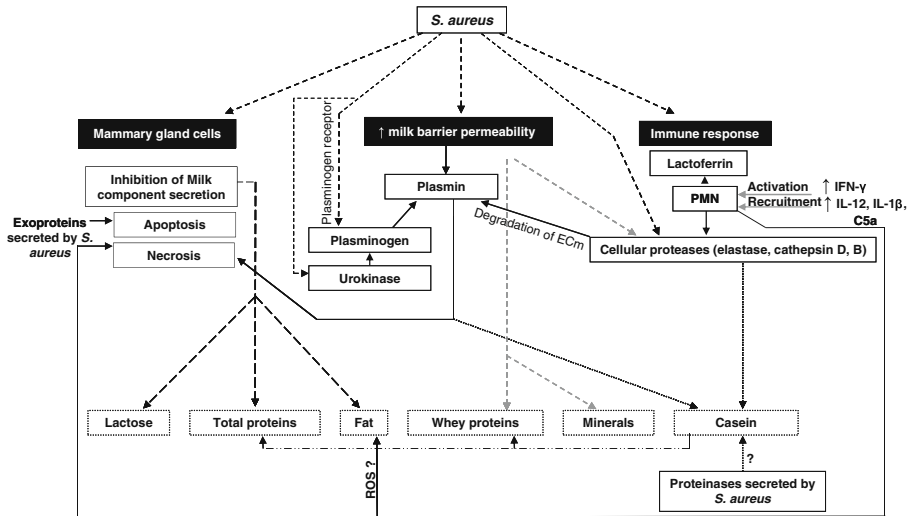 S. aureus
Mammary gland cells
↑ milk barrier permeability
Immune response
Plasminogen receptor
Inhibition of Milk
component secretion
Lactoferrin
Plasmin
PMN
Activation ↑ IFN-γ
Recruitment ↑ IL-12, IL-1β,
C5a
Exoproteins
secreted by S.
aureus
Apoptosis
Necrosis
Plasminogen
Urokinase
Degradation of ECm
Cellular proteases (elastase, cathepsin D, B)
Lactose
Total proteins
Fat
Whey proteins
Minerals
Casein
ROS ?
?
Proteinases secreted by
S. aureus